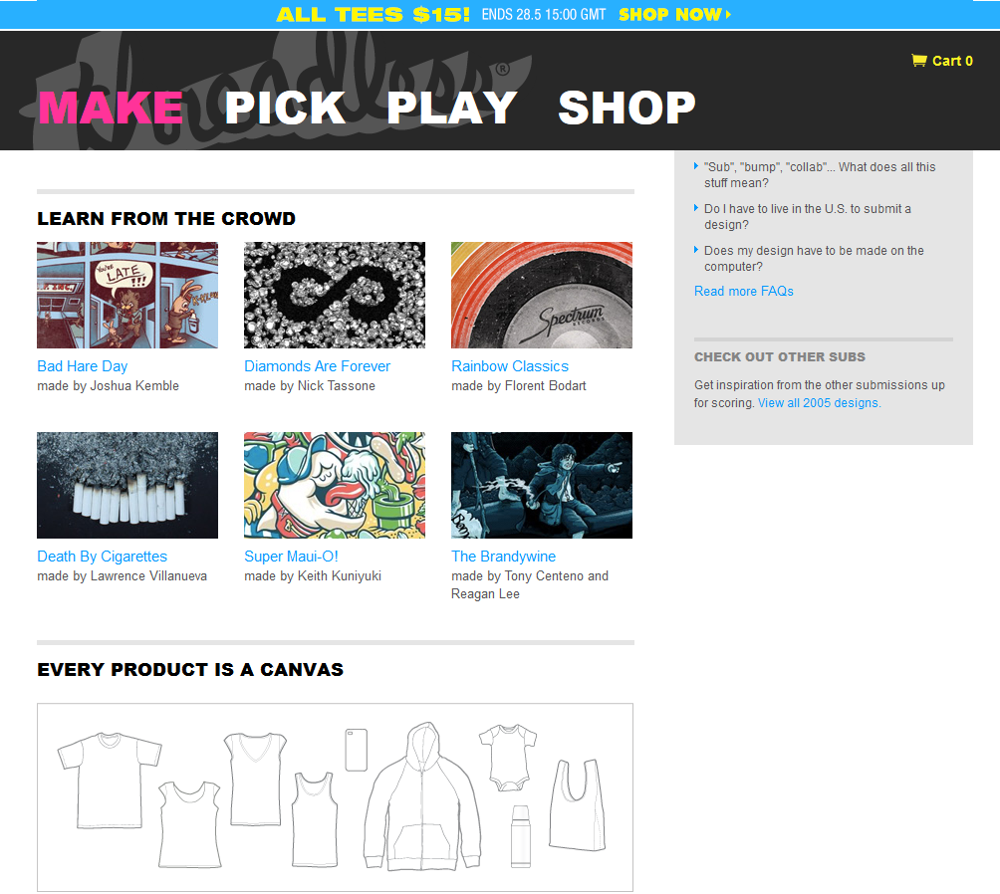 ALL TEES $15! ENDS 28.5 15:00 GMT SHOP NOW
Threadless®
Cart 0
MAKE PICK PLAY SHOP
LEARN FROM THE CROWD
YOU'RE LATE !!!
Spectrum
RECORDS
Bad Hare Day
made by Joshua Kemble
Diamonds Are Forever
made by Nick Tassone
Rainbow Classics
made by Florent Bodart
Death By Cigarettes
made by Lawrence Villanueva
Super Maui-O!
made by Keith Kuniyuki
The Brandywine
made by Tony Centeno and
Reagan Lee
EVERY PRODUCT IS A CANVAS
"Sub", "bump", "collab"... What does all this
stuff mean?
Do I have to live in the U.S. to submit a
design?
Does my design have to be made on the
computer?
Read more FAQs
CHECK OUT OTHER SUBS
Get inspiration from the other submissions up
for scoring. View all 2005 designs.